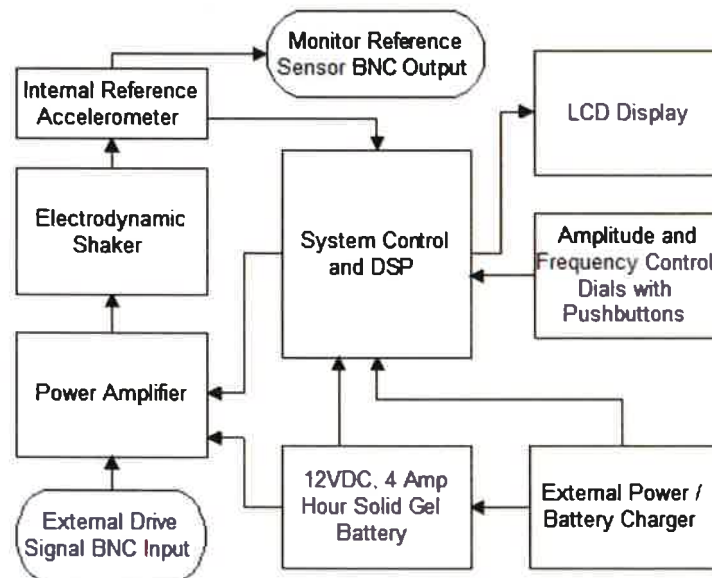 Monitor Reference
Sensor BNC Output
Internal Reference
Accelerometer
LCD Display
Electrodynamic
Shaker
System Control
and DSP
Amplitude and
Frequency Control
Dials with
Pushbuttons
Power Amplifier
12VDC, 4 Amp
Hour Solid Gel
Battery
External Power /
Battery Charger
External Drive
Signal BNC Input